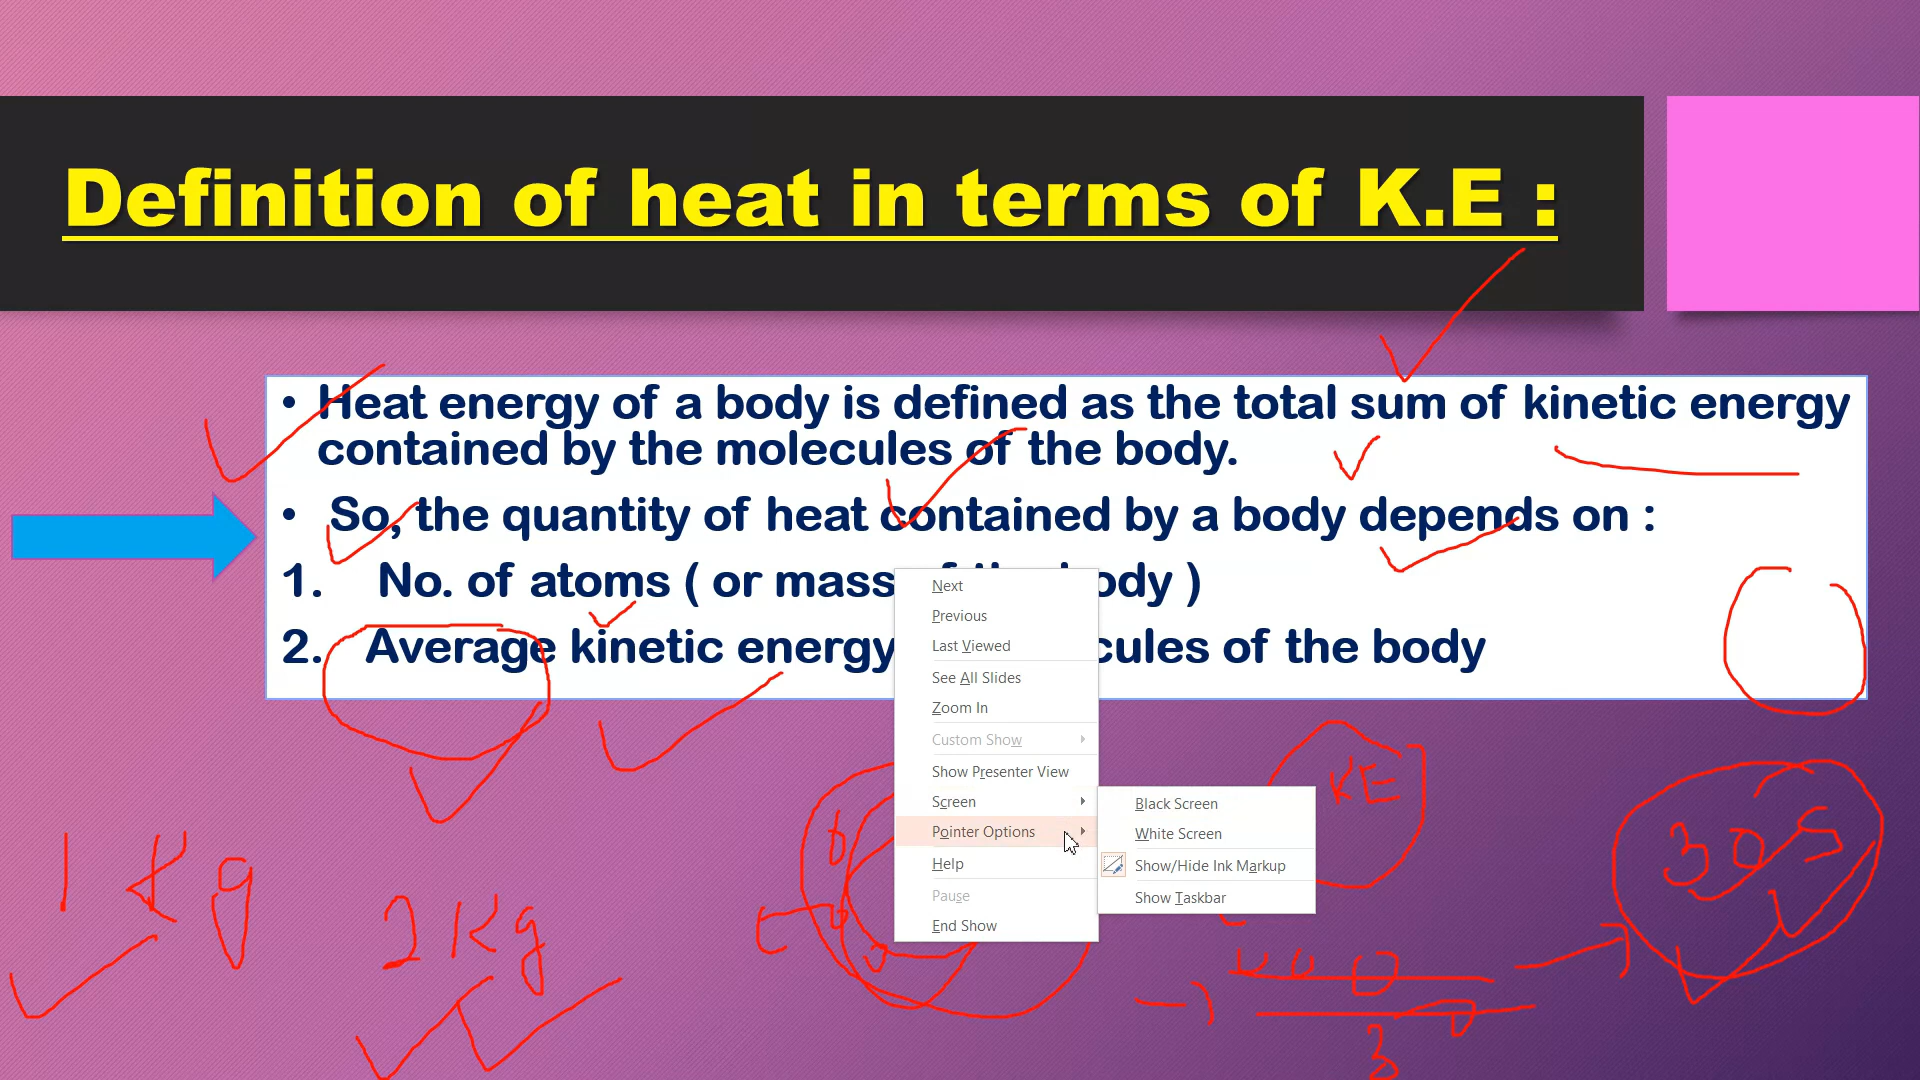 Definition of heat in terms of K.E :
• Heat energy of a body is defined as the total sum of kinetic energy
contained by the molecules of the body.
• So, the quantity of heat contained by a body depends on :
1. No. of atoms ( or mass body )
2. Average kinetic energy of the body
Next
Previous
Last Viewed
See All Slides
Zoom In
Custom Show
Show Presenter View
Screen
Pointer Options
Help
Pause
End Show
Black Screen
White Screen
Show/Hide Ink Markup
Show Taskbar
KE
1 Kg
2 Kg
30
3